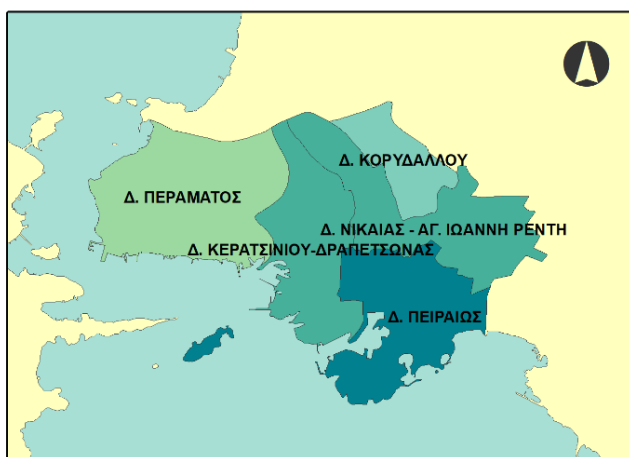 Δ. ΚΟΡΥΔΑΛΛΟΥ
Δ. ΠΕΡΑΜΑΤΟΣ
Δ. ΝΙΚΑΙΑΣ - ΑΓ. ΙΩΑΝΝΗ ΡΕΝΤΗ
Δ. ΚΕΡΑΤΣΙΝΙΟΥ-ΔΡΑΠΕΤΣΩΝΑΣ
Δ. ΠΕΙΡΑΙΩΣ